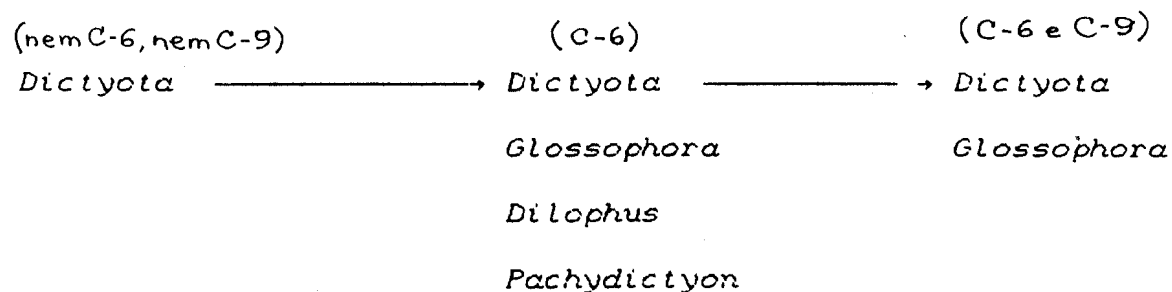 (nem C-6, nem C-9) (C-6) (C-6 e C-9)
Dictyota → Dictyota → Dictyota
Glossophora Glossophora
Dilophus
Pachydictyon